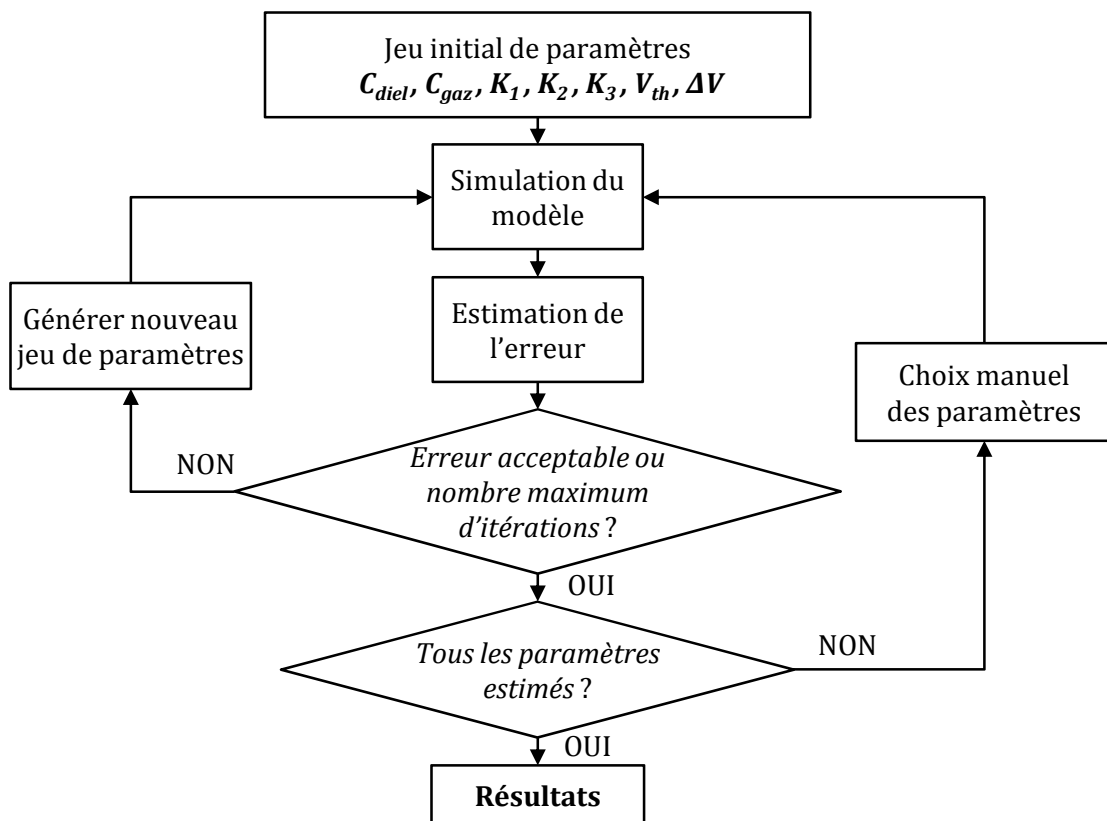 Jeu initial de paramètres
C_diel, C_gaz, K_1, K_2, K_3, V_th, ΔV
Simulation du
modèle
Estimation de
l'erreur
Générer nouveau
jeu de paramètres
Choix manuel
des paramètres
NON
Erreur acceptable ou
nombre maximum
d'itérations ?
OUI
NON
Tous les paramètres
estimés ?
OUI
Résultats